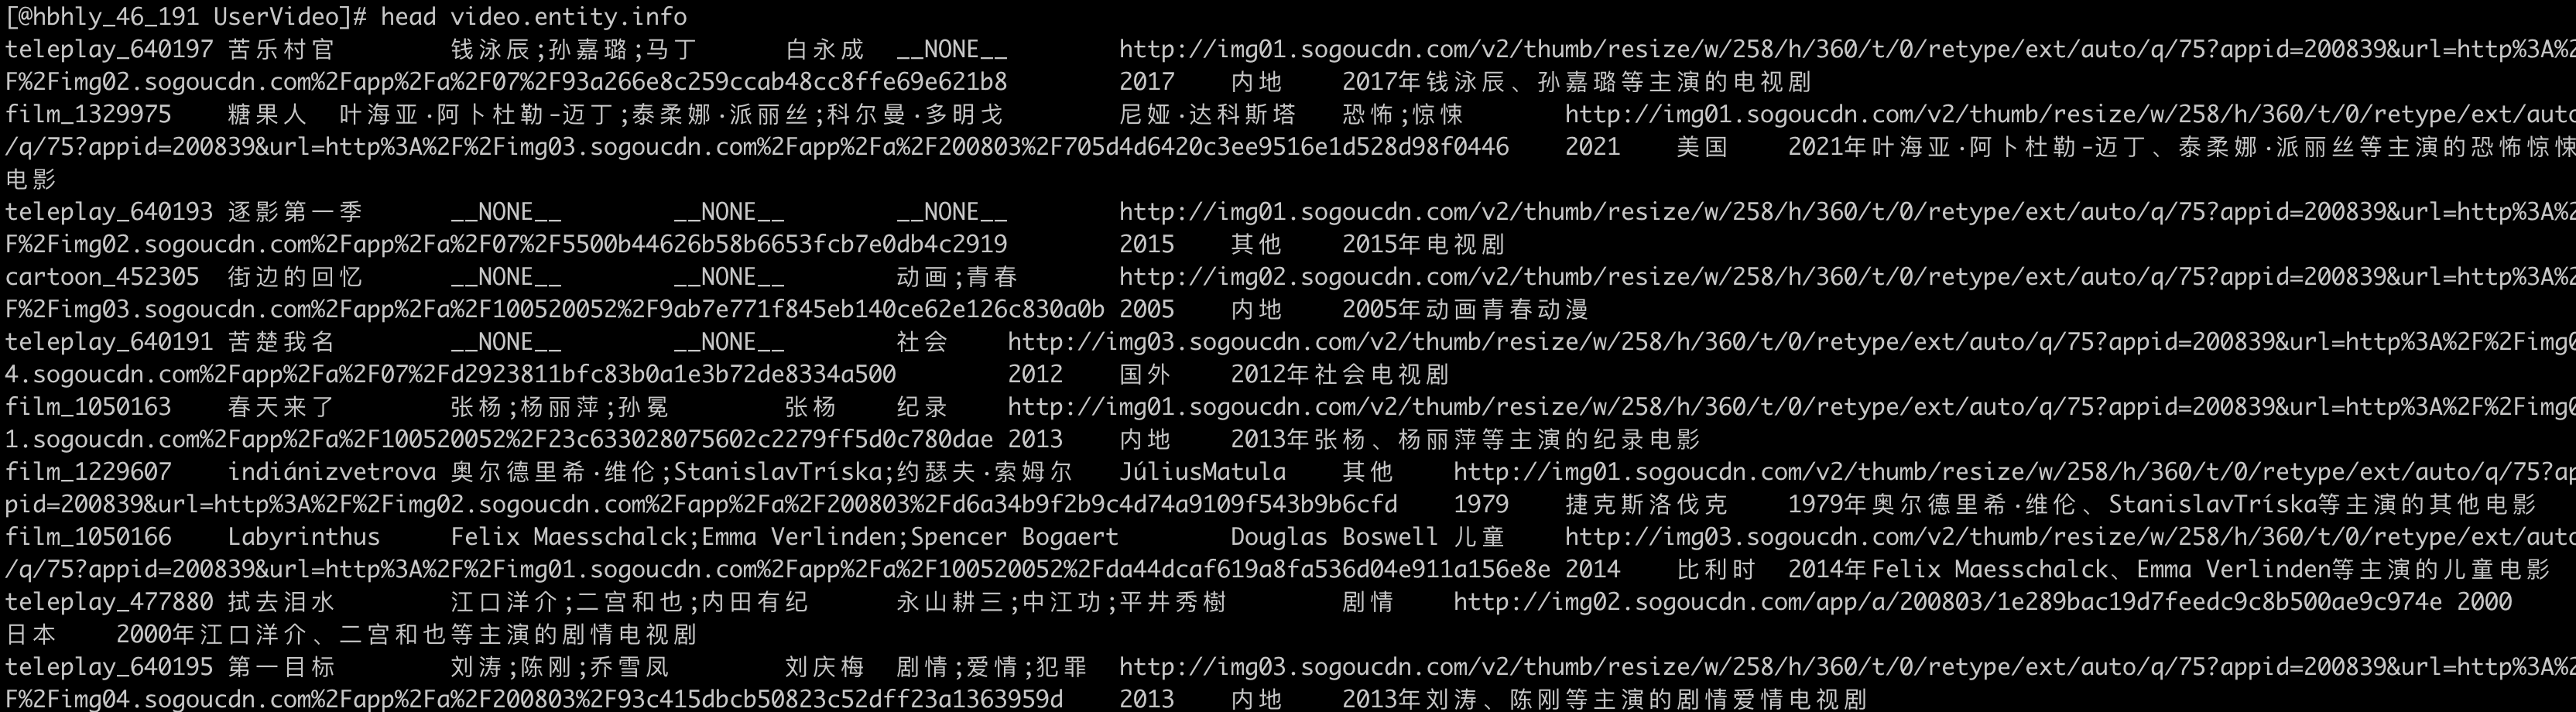 [@hbhly_46_191 UserVideo]# head video.entity.info
teleplay_640197 苦乐村官 钱泳辰;孙嘉璐;马丁 白永成 __NONE__ http://img01.sogoucdn.com/v2/thumb/resize/w/258/h/360/t/0/retype/ext/auto/q/75?appid=200839&url=http%3A%2
F%2Fimg02.sogoucdn.com%2Fapp%2Fa%2F07%2F93a266e8c259ccab48cc8ffe69e621b8 2017 内地 2017年钱泳辰、孙嘉璐等主演的电视剧
film_1329975 糖果人 叶海亚·阿卜杜勒-迈丁;泰柔娜·派丽丝;科尔曼·多明戈 尼娅·达科斯塔 恐怖;惊悚 http://img01.sogoucdn.com/v2/thumb/resize/w/258/h/360/t/0/retype/ext/auto
/q/75?appid=200839&url=http%3A%2F%2Fimg03.sogoucdn.com%2Fapp%2Fa%2F200803%2F705d4d6420c3ee9516e1d528d98f0446 2021 美国 2021年叶海亚·阿卜杜勒-迈丁、泰柔娜·派丽丝等主演的恐怖惊悚
电影
teleplay_640193 逐影第一季 __NONE__ __NONE__ __NONE__ http://img01.sogoucdn.com/v2/thumb/resize/w/258/h/360/t/0/retype/ext/auto/q/75?appid=200839&url=http%3A%2
F%2Fimg02.sogoucdn.com%2Fapp%2Fa%2F07%2F5500b44626b58b6653fcb7e0db4c2919 2015 其他 2015年电视剧
cartoon_452305 街边的回忆 __NONE__ __NONE__ 动画;青春 http://img02.sogoucdn.com/v2/thumb/resize/w/258/h/360/t/0/retype/ext/auto/q/75?appid=200839&url=http%3A%2
F%2Fimg03.sogoucdn.com%2Fapp%2Fa%2F100520052%2F9ab7e771f845eb140ce62e126c830a0b 2005 内地 2005年动画青春动漫
teleplay_640191 苦楚我名 __NONE__ __NONE__ 社会 http://img03.sogoucdn.com/v2/thumb/resize/w/258/h/360/t/0/retype/ext/auto/q/75?appid=200839&url=http%3A%2F%2Fimg0
4.sogoucdn.com%2Fapp%2Fa%2F07%2Fd2923811bfc83b0a1e3b72de8334a500 2012 国外 2012年社会电视剧
film_1050163 春天来了 张杨;杨丽萍;孙冕 张杨 纪录 http://img01.sogoucdn.com/v2/thumb/resize/w/258/h/360/t/0/retype/ext/auto/q/75?appid=200839&url=http%3A%2F%2Fimg0
1.sogoucdn.com%2Fapp%2Fa%2F100520052%2F23c633028075602c2279ff5d0c780dae 2013 内地 2013年张杨、杨丽萍等主演的纪录电影
film_1229607 indiánizvetrova 奥尔德里希·维伦;StanislavTríska;约瑟夫·索姆尔 JúliusMatula 其他 http://img01.sogoucdn.com/v2/thumb/resize/w/258/h/360/t/0/retype/ext/auto/q/75?ap
pid=200839&url=http%3A%2F%2Fimg02.sogoucdn.com%2Fapp%2Fa%2F200803%2Fd6a34b9f2b9c4d74a9109f543b9b6cfd 1979 捷克斯洛伐克 1979年奥尔德里希·维伦、StanislavTríska等主演的其他电影
film_1050166 Labyrinthus Felix Maesschalck;Emma Verlinden;Spencer Bogaert Douglas Boswell 儿童 http://img03.sogoucdn.com/v2/thumb/resize/w/258/h/360/t/0/retype/ext/auto
/q/75?appid=200839&url=http%3A%2F%2Fimg01.sogoucdn.com%2Fapp%2Fa%2F100520052%2Fda44dcaf619a8fa536d04e911a156e8e 2014 比利时 2014年Felix Maesschalck、Emma Verlinden等主演的儿童电影
teleplay_477880 拭去泪水 江口洋介;二宫和也;内田有纪 永山耕三;中江功;平井秀樹 剧情 http://img02.sogoucdn.com/app/a/200803/1e289bac19d7feedc9c8b500ae9c974e 2000
日本 2000年江口洋介、二宫和也等主演的剧情电视剧
teleplay_640195 第一目标 刘涛;陈刚;乔雪凤 刘庆梅 剧情;爱情;犯罪 http://img03.sogoucdn.com/v2/thumb/resize/w/258/h/360/t/0/retype/ext/auto/q/75?appid=200839&url=http%3A%2
F%2Fimg04.sogoucdn.com%2Fapp%2Fa%2F200803%2F93c415dbcb50823c52dff23a1363959d 2013 内地 2013年刘涛、陈刚等主演的剧情爱情电视剧